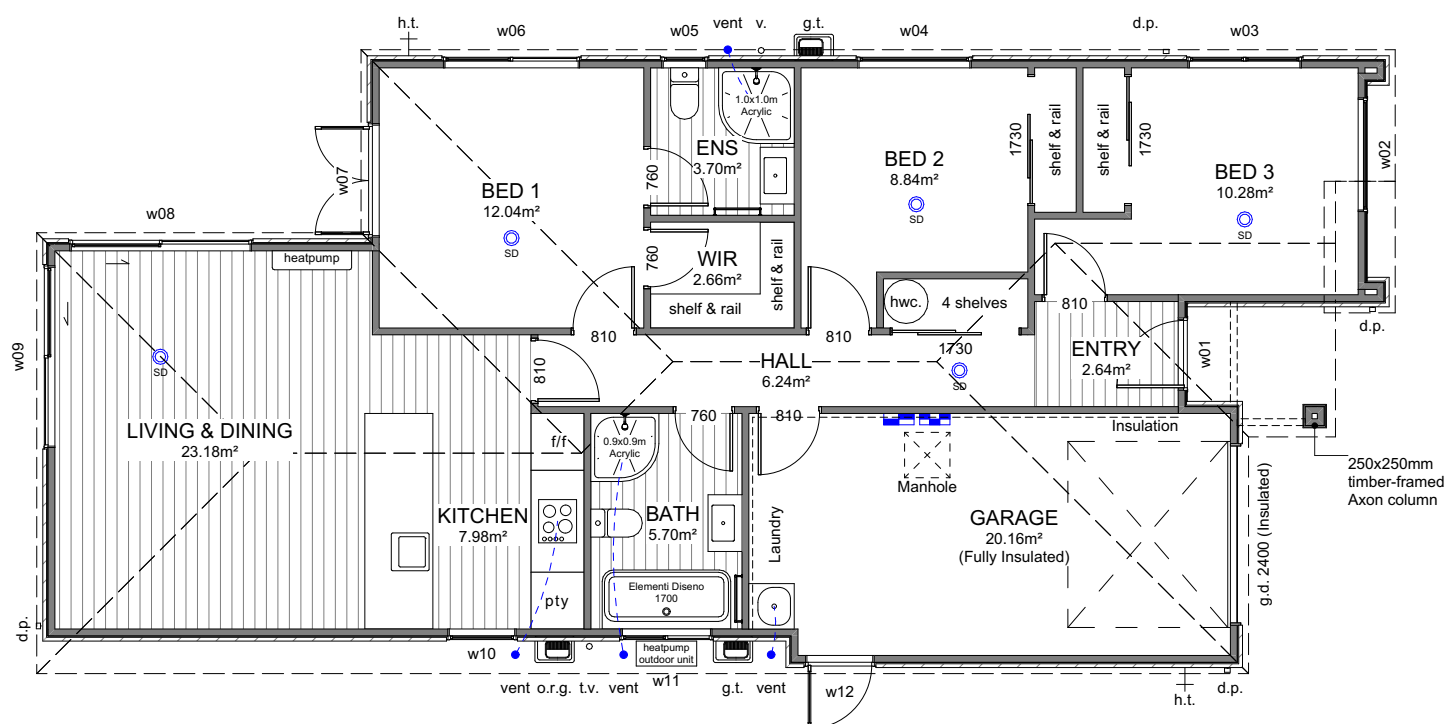 h.t.
w06
w05
vent
v.
g.t.
w04
d.p.
w03
1.0x1.0m
Acrylic
ENS
3.70m²
760
1730
shelf & rail
shelf & rail
1730
w02
w07
BED 1
12.04m²
SD
BED 2
8.84m²
SD
BED 3
10.28m²
SD
w08
heatpump
760
WIR
2.66m²
shelf & rail
shelf & rail
hwc.
4 shelves
810
d.p.
w09
SD
810
810
810
HALL
6.24m²
1730
SD
ENTRY
2.64m²
w01
LIVING & DINING
23.18m²
f/f
0.9x0.9m
Acrylic
760
810
Insulation
Manhole
250x250mm
timber-framed
Axon column
KITCHEN
7.98m²
BATH
5.70m²
Laundry
GARAGE
20.16m²
(Fully Insulated)
g.d. 2400 (Insulated)
pty
Elementi Diseno
1700
d.p.
w10
heatpump
outdoor unit
vent
o.r.g.
t.v.
vent
w11
g.t.
vent
w12
h.t.
d.p.